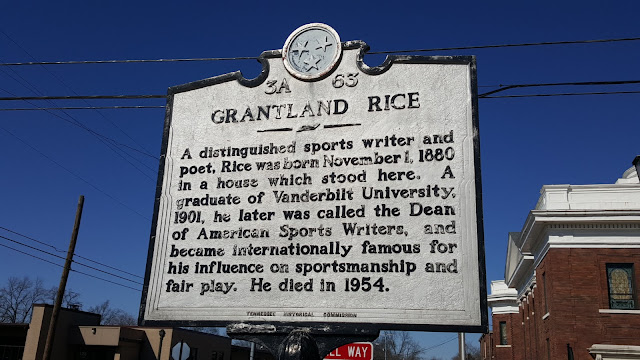 3A 63
GRANTLAND RICE
A distinguished sports writer and
poet, Rice was born November 1, 1880
in a house which stood here. A
graduate of Vanderbilt University,
1901, he later was called the Dean
of American Sports Writers, and
became internationally famous for
his influence on sportsmanship and
fair play. He died in 1954.
TENNESSEE HISTORICAL COMMISSION
ALL WAY